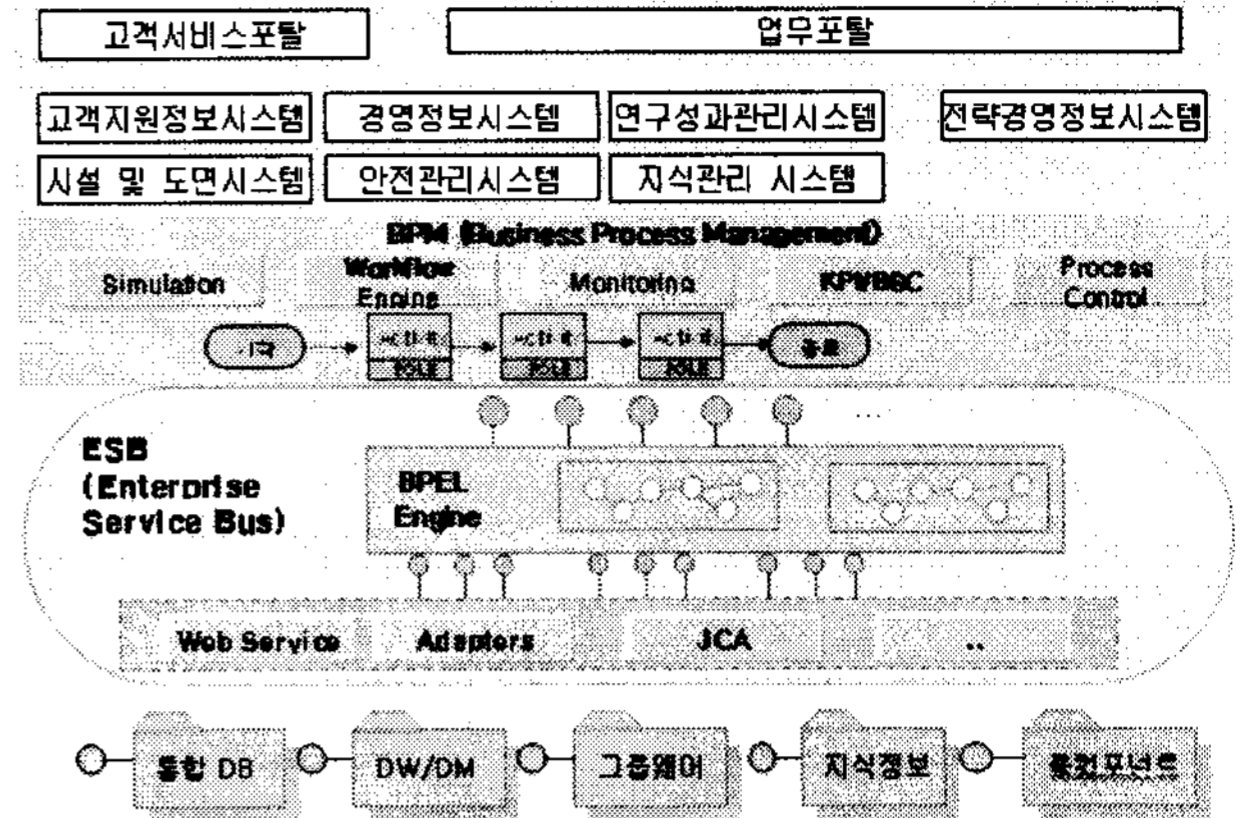 고객서비스포탈
업무포탈
고객지원정보시스템
경영정보시스템
연구성과관리시스템
전략경영정보시스템
시설 및 도면시스템
안전관리시스템
지식관리 시스템
BPM (Business Process Management)
Simulation
Workflow
Engine
Monitoring
KPI/BSC
Process
Control
종료
...
ESB
(Enterprise
Service Bus)
BPEL
Engine
Web Service
Adapters
JCA
..
통합 DB
DW/DM
그룹웨어
지식정보